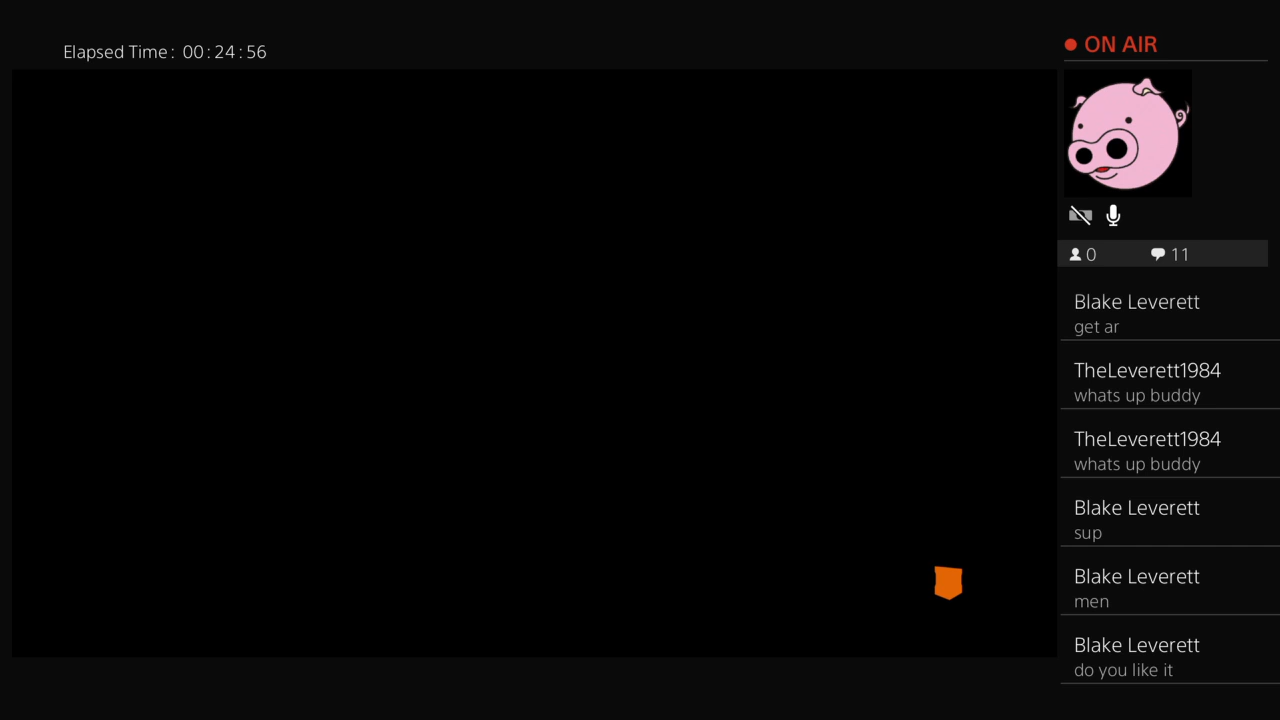 Elapsed Time: 00:24:56
ON AIR
0 11
Blake Leverett
get ar
TheLeverett1984
whats up buddy
TheLeverett1984
whats up buddy
Blake Leverett
sup
Blake Leverett
men
Blake Leverett
do you like it